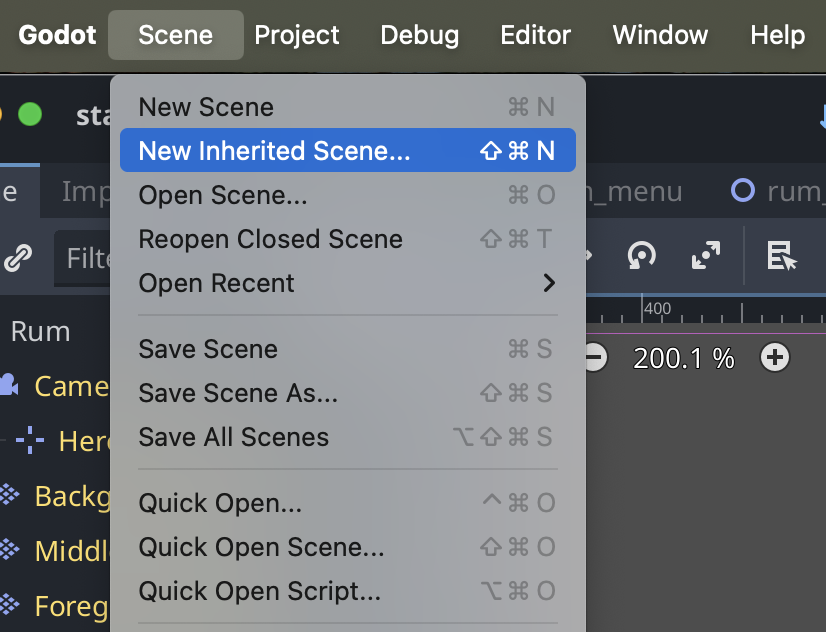 Godot Scene Project Debug Editor Window Help
New Scene ⌘ N
New Inherited Scene... ⇧ ⌘ N
Open Scene... ⌘ O
Reopen Closed Scene ⇧ ⌘ T
Open Recent
Save Scene ⌘ S
Save Scene As... ⇧ ⌘ S
Save All Scenes ⌥ ⇧ ⌘ S
Quick Open... ^ ⌘ O
Quick Open Scene... ⇧ ⌘ O
Quick Open Script... ⌥ ⌘ O
sta
e Imp _menu rum_
Filte
400
Rum 200.1 %
Came
Hero
Backg
Middl
Foreg